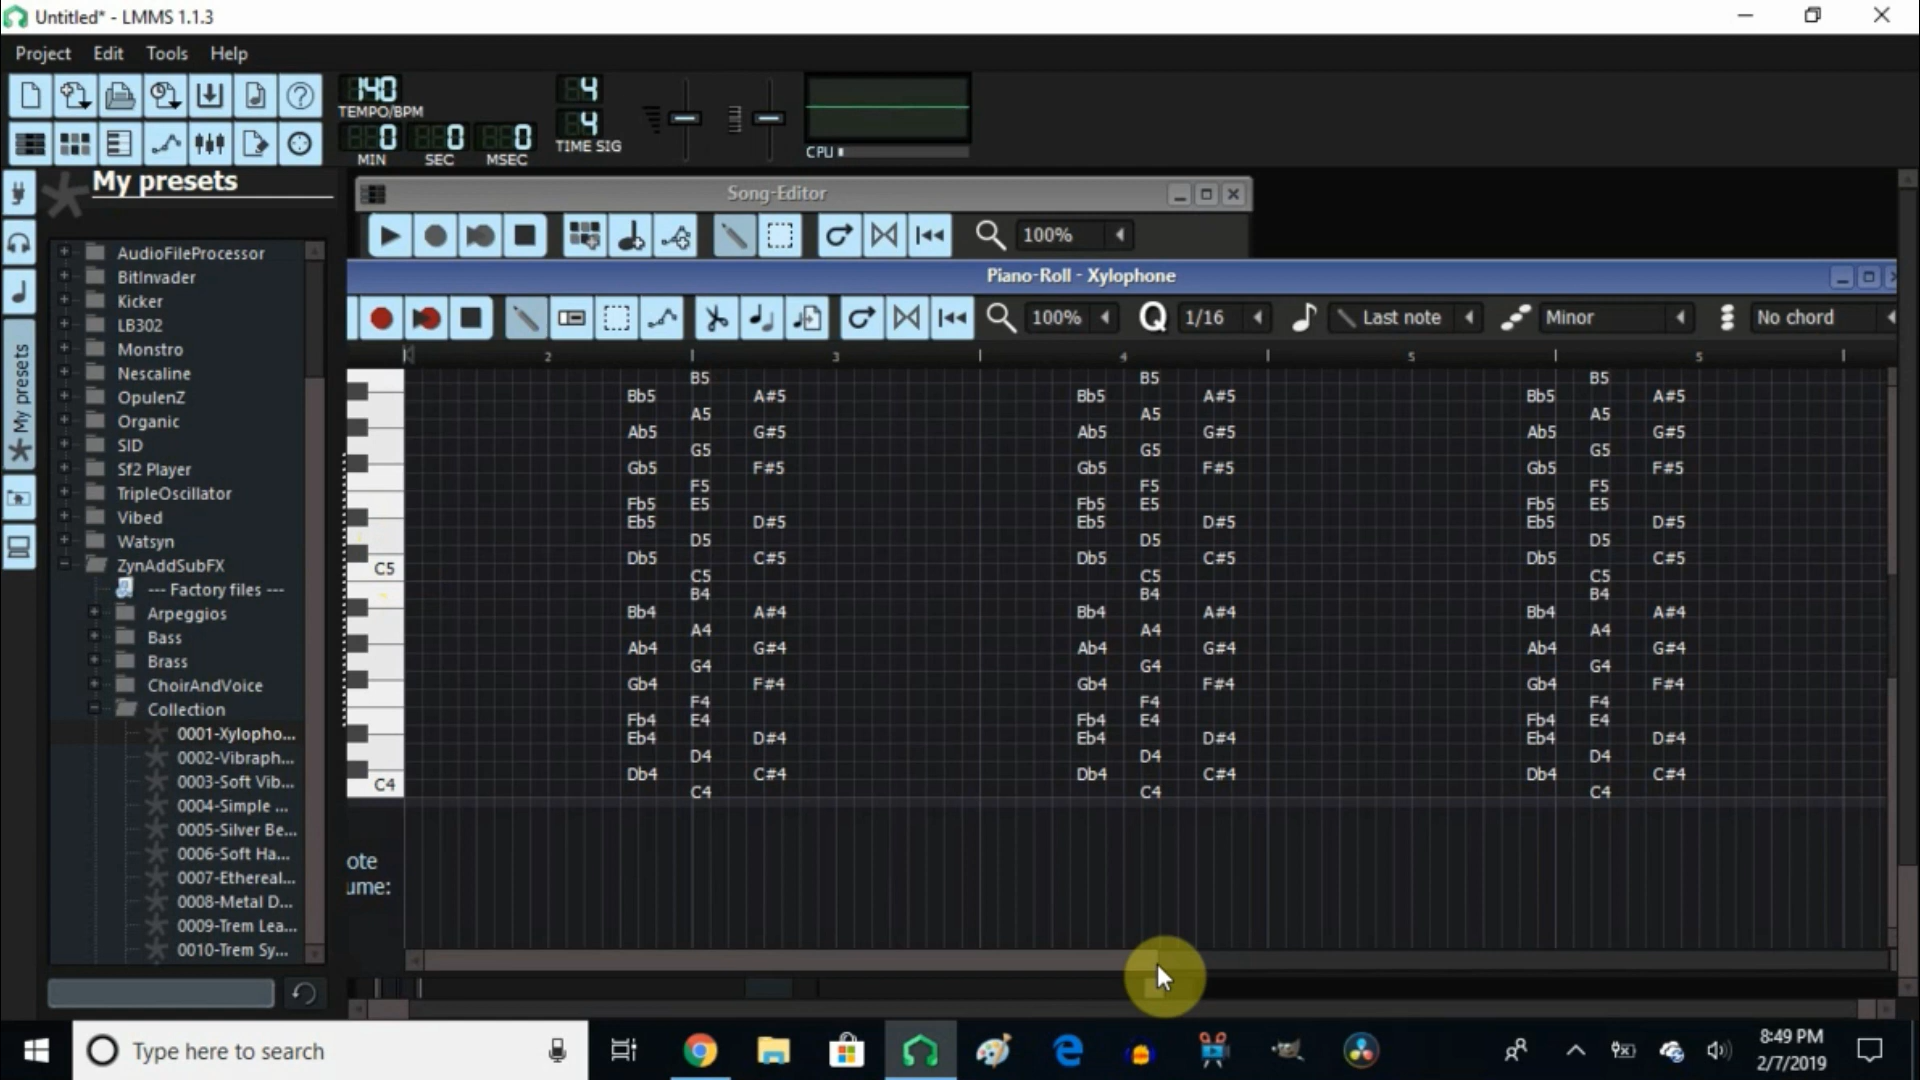 Untitled* - LMMS 1.1.3
Project Edit Tools Help
140
TEMPO/BPM
4
4
TIME SIG
0 0 0
MIN SEC MSEC
CPU
My presets
My presets
AudioFileProcessor
BitInvader
Kicker
LB302
Monstro
Nescaline
OpulenZ
Organic
SID
Sf2 Player
TripleOscillator
Vibed
Watsyn
ZynAddSubFX
--- Factory files ---
Arpeggios
Bass
Brass
ChoirAndVoice
Collection
0001-Xylopho...
0002-Vibraph...
0003-Soft Vib...
0004-Simple ...
0005-Silver Be...
0006-Soft Ha...
0007-Ethereal...
0008-Metal D...
0009-Trem Lea...
0010-Trem Sy...
Song-Editor
100%
Piano-Roll - Xylophone
100% Q 1/16 Last note Minor No chord
2 3 4 5 5
B5 B5 B5
Bb5 A#5 Bb5 A#5 Bb5 A#5
A5 A5 A5
Ab5 G#5 Ab5 G#5 Ab5 G#5
G5 G5 G5
Gb5 F#5 Gb5 F#5 Gb5 F#5
F5 F5 F5
Fb5 E5 Fb5 E5 Fb5 E5
Eb5 D#5 Eb5 D#5 Eb5 D#5
D5 D5 D5
Db5 C#5 Db5 C#5 Db5 C#5
C5 C5 C5 C5
B4 B4 B4
Bb4 A#4 Bb4 A#4 Bb4 A#4
A4 A4 A4
Ab4 G#4 Ab4 G#4 Ab4 G#4
G4 G4 G4
Gb4 F#4 Gb4 F#4 Gb4 F#4
F4 F4 F4
Fb4 E4 Fb4 E4 Fb4 E4
Eb4 D#4 Eb4 D#4 Eb4 D#4
D4 D4 D4
Db4 C#4 Db4 C#4 Db4 C#4
C4 C4 C4 C4
ote
ume:
Type here to search
8:49 PM
2/7/2019